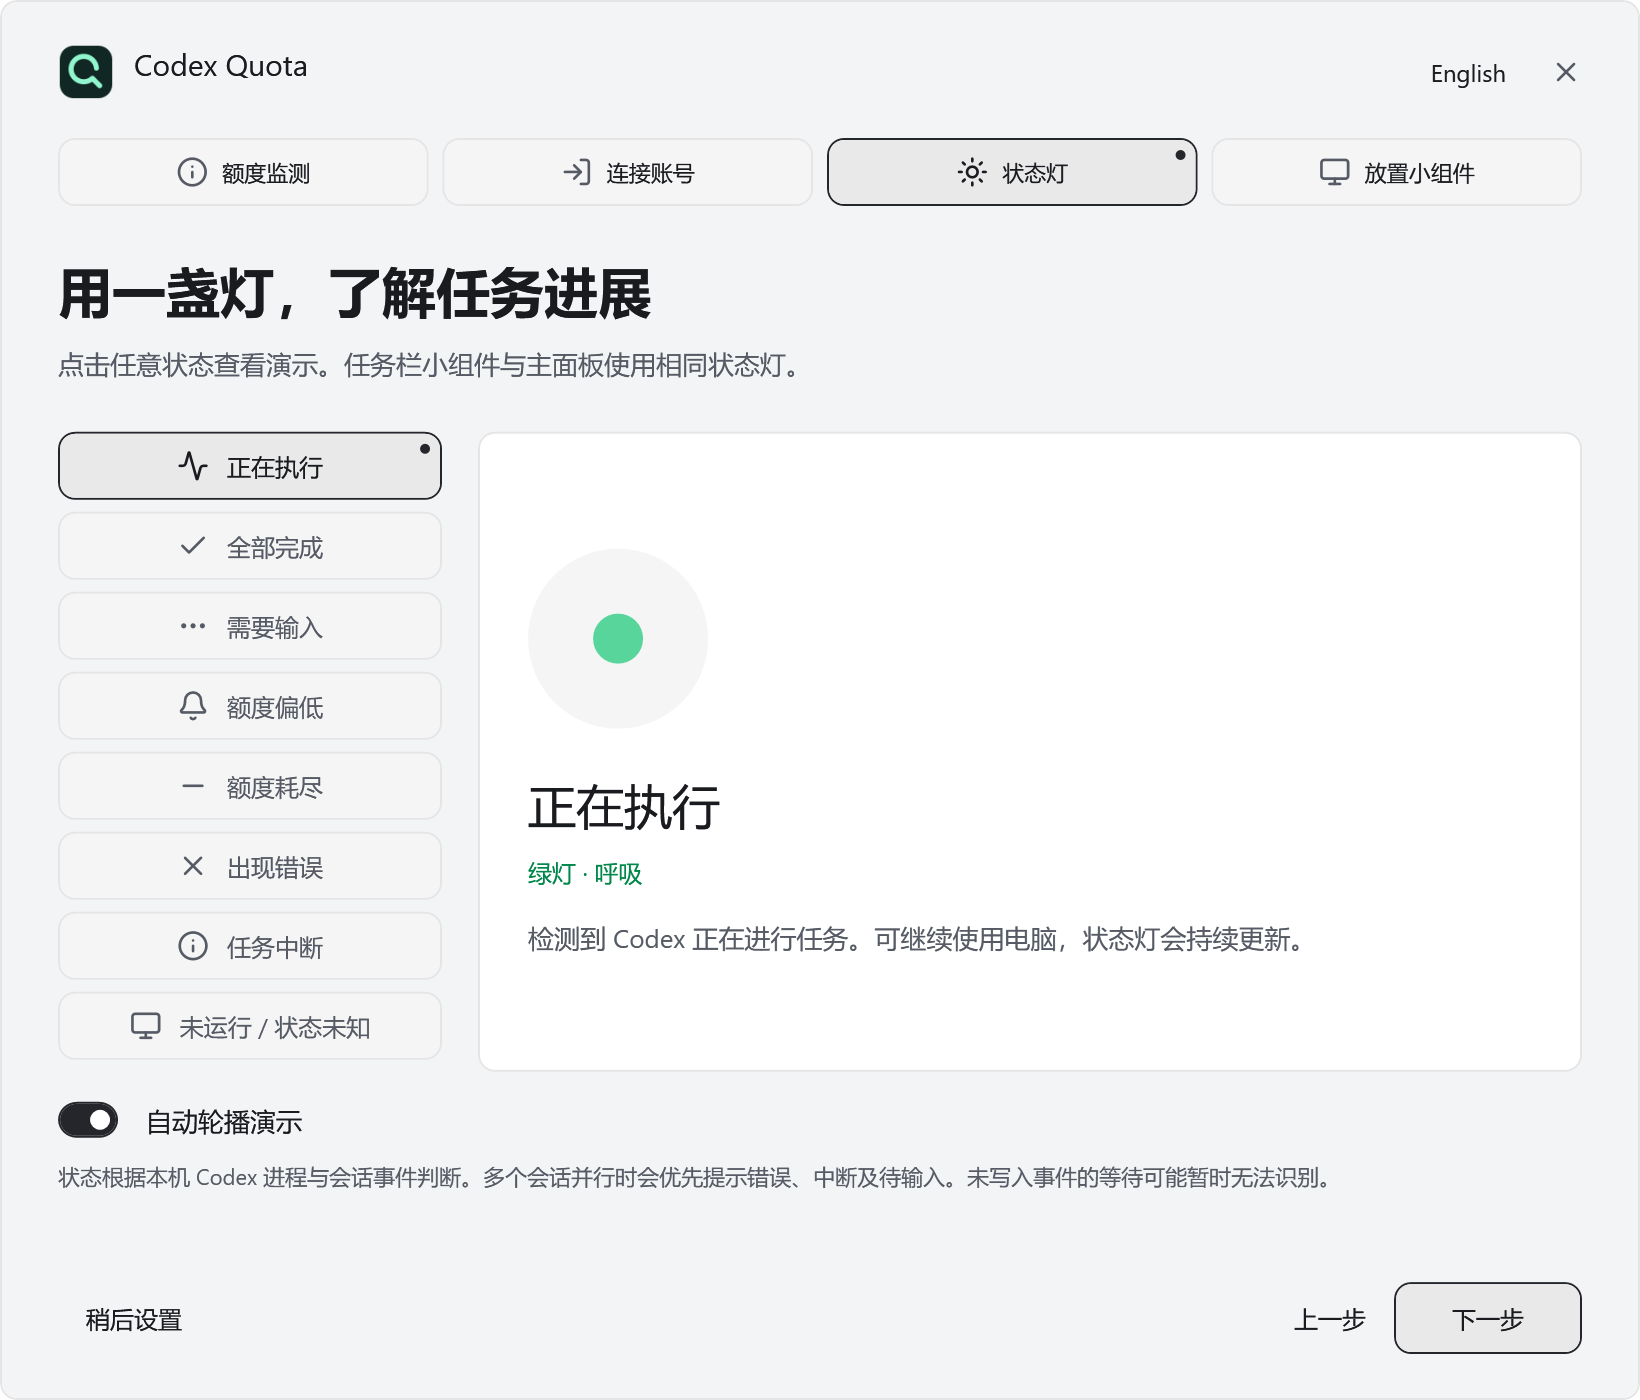 Codex Quota
English
额度监测
连接账号
状态灯
放置小组件
用一盏灯，了解任务进展
点击任意状态查看演示。任务栏小组件与主面板使用相同状态灯。
正在执行
全部完成
需要输入
额度偏低
额度耗尽
出现错误
任务中断
未运行 / 状态未知
正在执行
绿灯 · 呼吸
检测到 Codex 正在进行任务。可继续使用电脑，状态灯会持续更新。
自动轮播演示
状态根据本机 Codex 进程与会话事件判断。多个会话并行时会优先提示错误、中断及待输入。未写入事件的等待可能暂时无法识别。
稍后设置
上一步
下一步